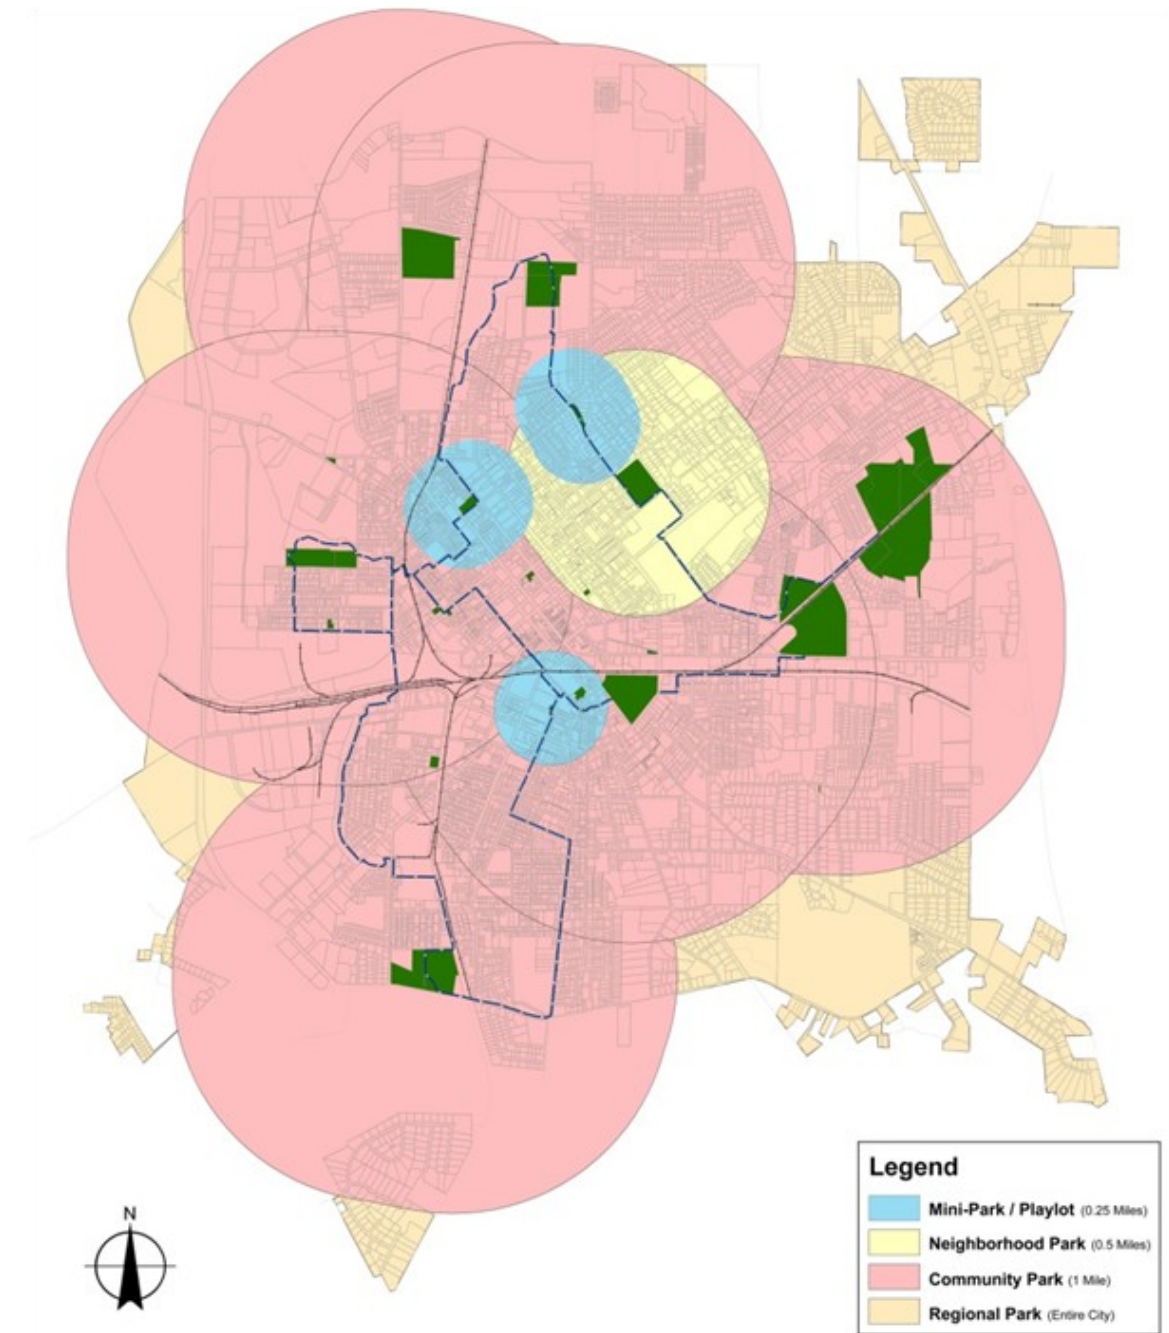 N
Legend
Mini-Park / Playlot (0.25 Miles)
Neighborhood Park (0.5 Miles)
Community Park (1 Mile)
Regional Park (Entire City)